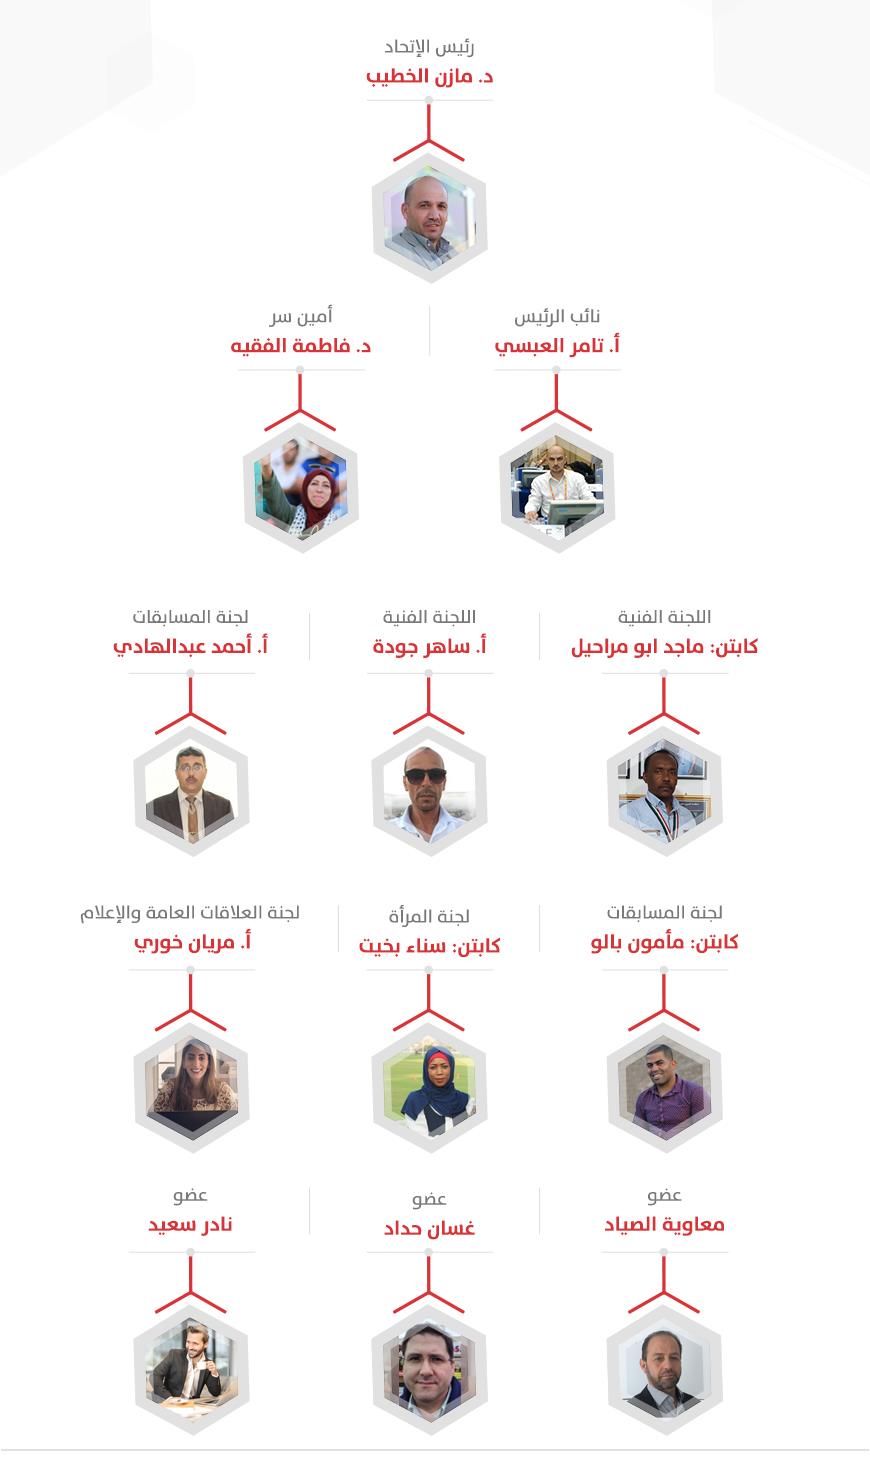 رئيس الإتحاد
د. مازن الخطيب
نائب الرئيس
أ. تامر العبسي
أمين سر
د. فاطمة الفقيه
اللجنة الفنية
كابتن: ماجد ابو مراحيل
اللجنة الفنية
أ. ساهر جودة
لجنة المسابقات
أ. أحمد عبدالهادي
لجنة المسابقات
كابتن: مأمون بالو
لجنة المرأة
كابتن: سناء بخيت
لجنة العلاقات العامة والإعلام
أ. مريان خوري
عضو
معاوية الصياد
عضو
غسان حداد
عضو
نادر سعيد